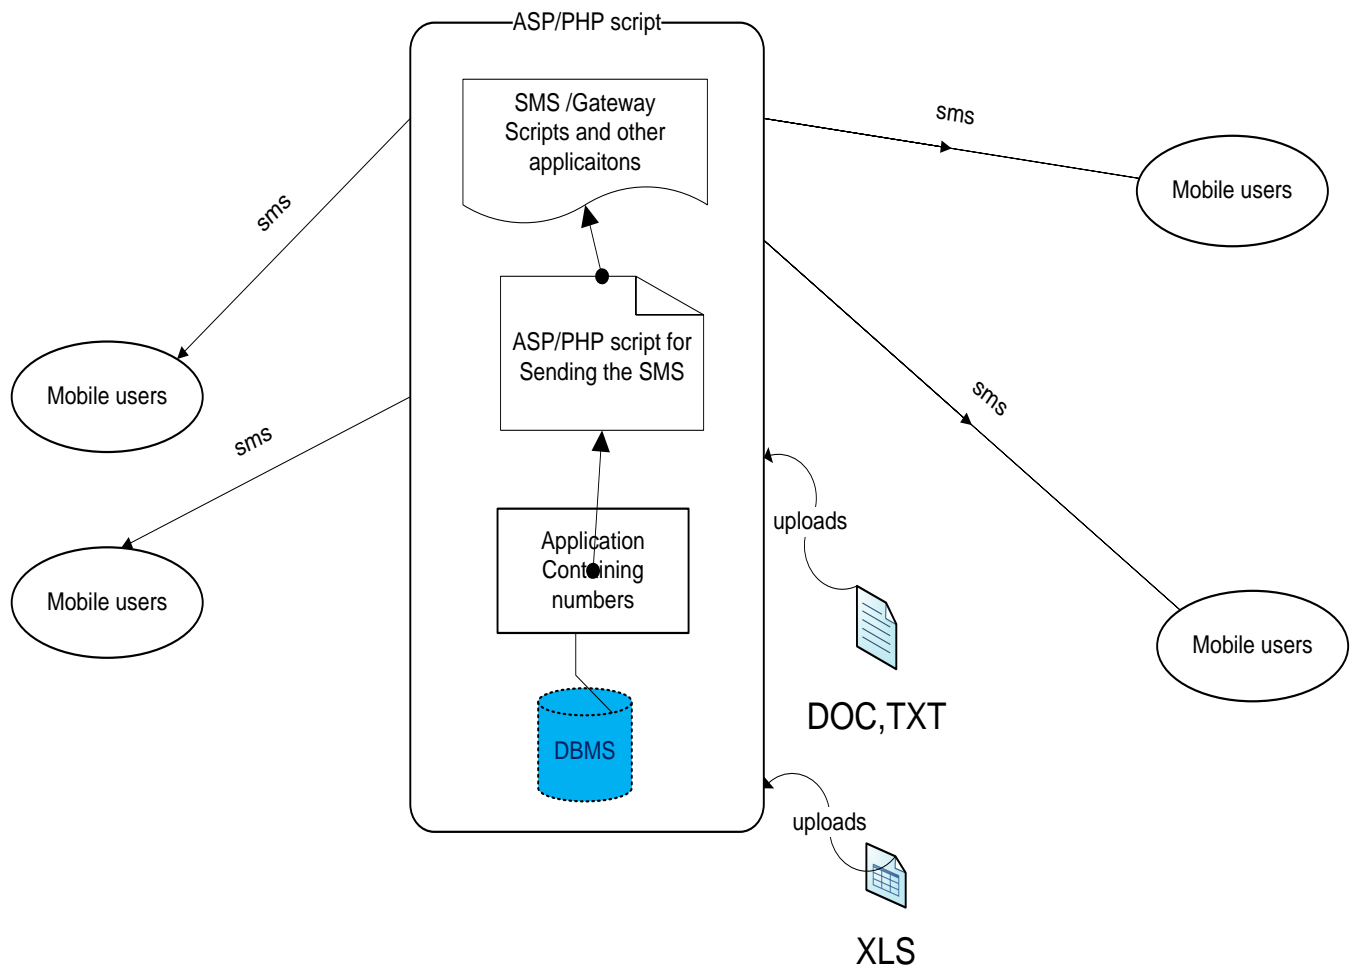 ASP/PHP script
SMS /Gateway
Scripts and other
applicaitons
sms
sms
Mobile users
ASP/PHP script for
Sending the SMS
Mobile users
sms
sms
Mobile users
uploads
Application
Containing
numbers
Mobile users
DOC,TXT
DBMS
uploads
XLS